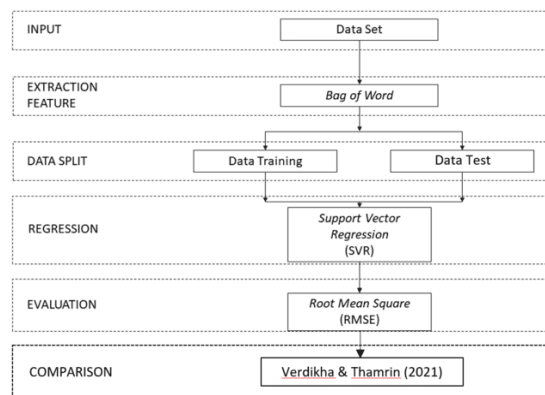 INPUT
Data Set
EXTRACTION
FEATURE
Bag of Word
DATA SPLIT
Data Training
Data Test
REGRESSION
Support Vector
Regression
(SVR)
EVALUATION
Root Mean Square
(RMSE)
COMPARISON
Verdikha & Thamrin (2021)